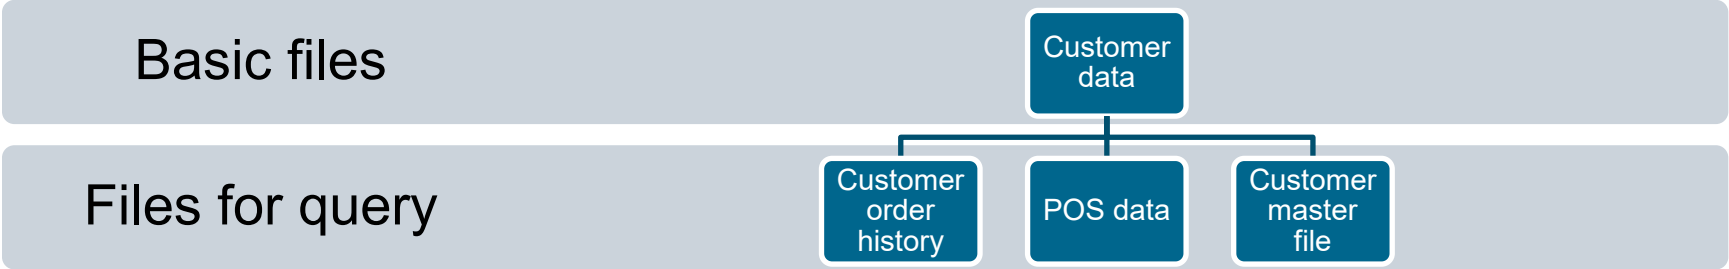 Basic files
Customer
data
Files for query
Customer
order
history
POS data
Customer
master
file